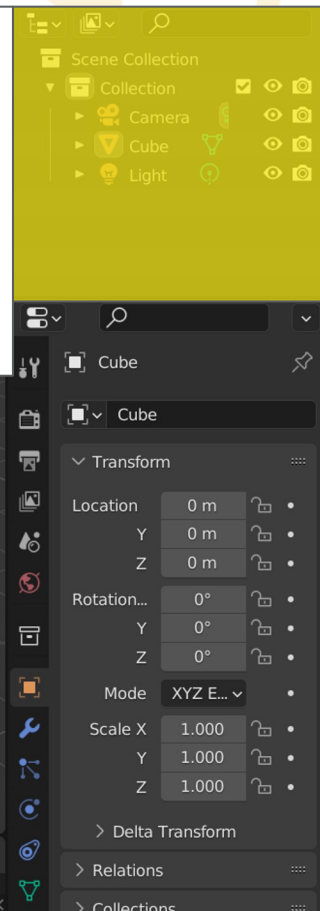 Scene Collection
Collection
Camera
Cube
Light
Cube
Cube
Transform
Location 0 m
Y 0 m
Z 0 m
Rotation... 0°
Y 0°
Z 0°
Mode XYZ E...
Scale X 1.000
Y 1.000
Z 1.000
Delta Transform
Relations
Collections